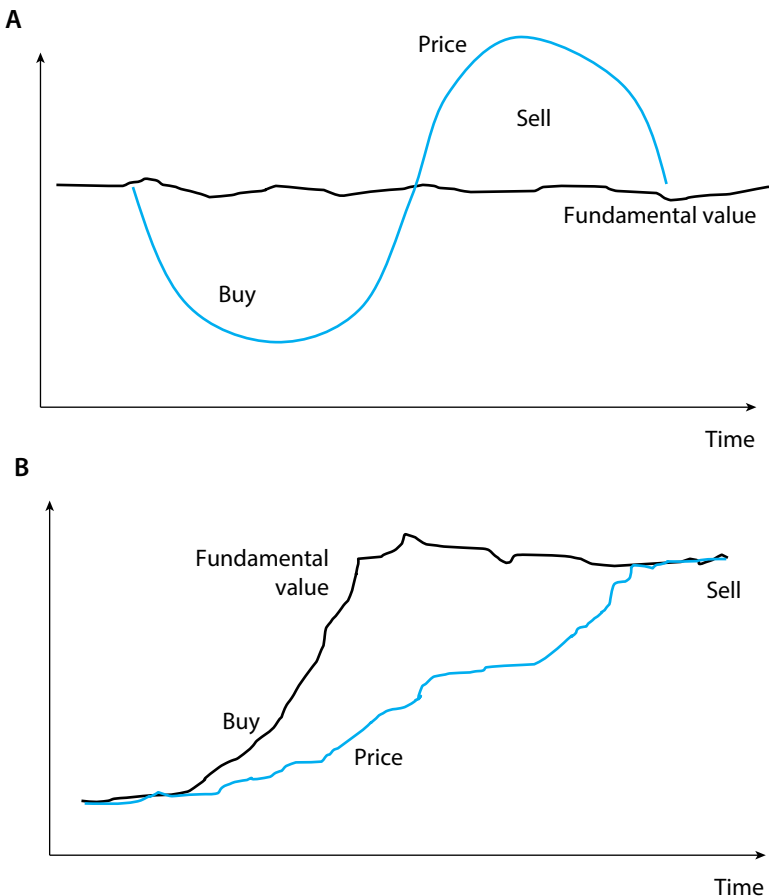 A
Price
Sell
Fundamental value
Buy
Time
B
Fundamental
value
Sell
Buy
Price
Time